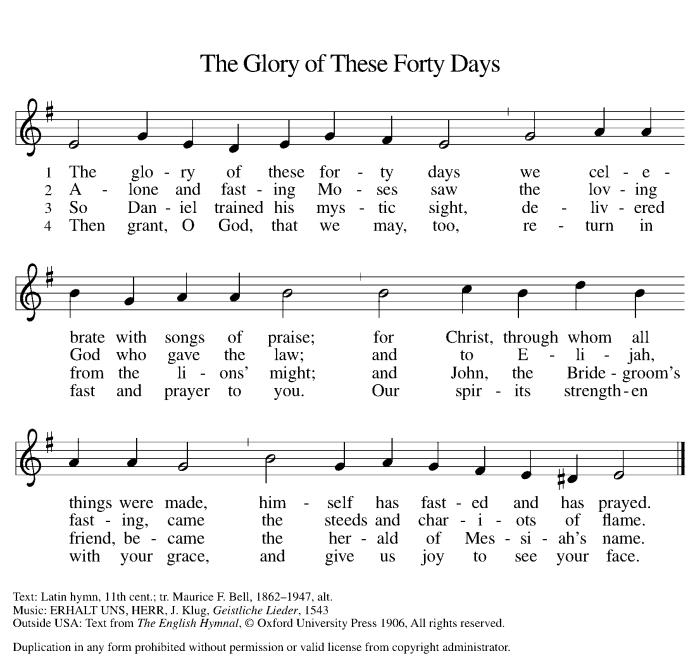 The Glory of These Forty Days
1 The glo - ry of these for - ty days we cel - e -
2 A - lone and fast - ing Mo - ses saw the lov - ing
3 So Dan - iel trained his mys - tic sight, de - liv - ered
4 Then grant, O God, that we may, too, re - turn in
brate with songs of praise; for Christ, through whom all
God who gave the law; and to E - li - jah,
from the li - ons' might; and John, the Bride - groom's
fast and prayer to you. Our spir - its strength - en
things were made, him - self has fast - ed and has prayed.
fast - ing, came the steeds and char - i - ots of flame.
friend, be - came the her - ald of Mes - si - ah's name.
with your grace, and give us joy to see your face.
Text: Latin hymn, 11th cent.; tr. Maurice F. Bell, 1862–1947, alt.
Music: ERHALT UNS, HERR, J. Klug, Geistliche Lieder, 1543
Outside USA: Text from The English Hymnal, © Oxford University Press 1906, All rights reserved.
Duplication in any form prohibited without permission or valid license from copyright administrator.